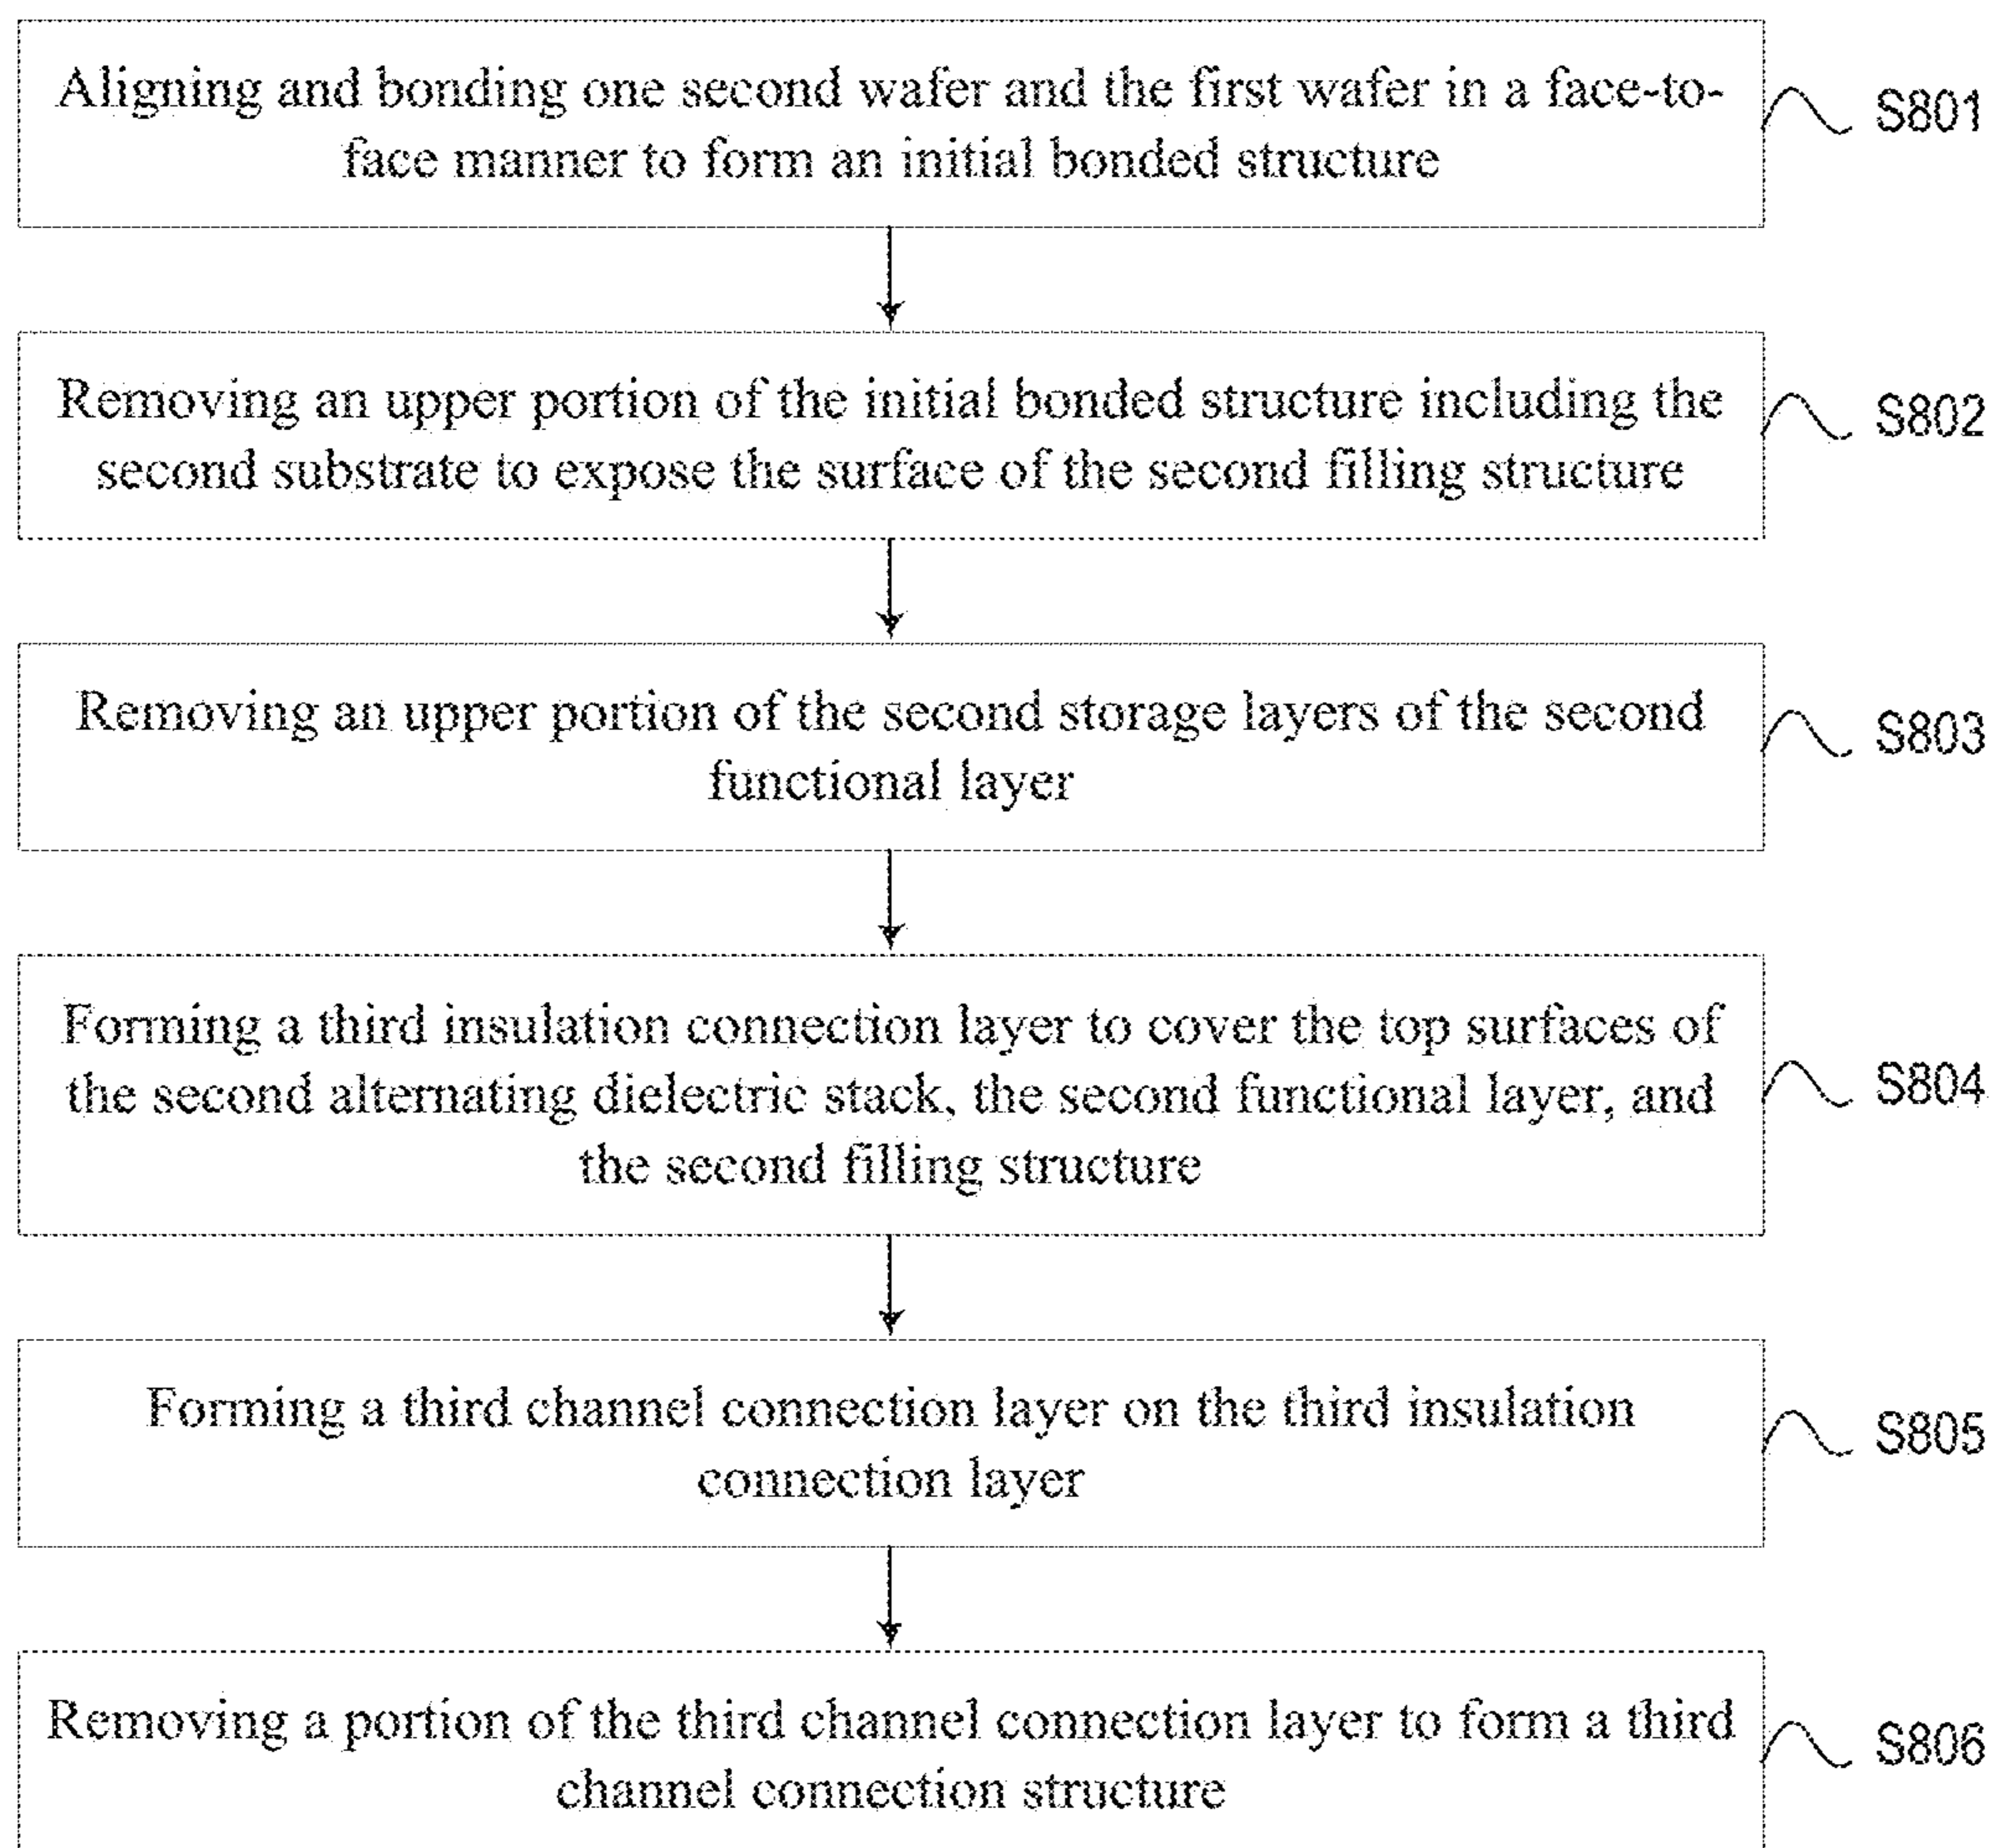 Aligning and bonding one second wafer and the first wafer in a face-to-
face manner to form an initial bonded structure
S801
Removing an upper portion of the initial bonded structure including the
second substrate to expose the surface of the second filling structure
S802
Removing an upper portion of the second storage layers of the second
functional layer
S803
Forming a third insulation connection layer to cover the top surfaces of
the second alternating dielectric stack, the second functional layer, and
the second filling structure
S804
Forming a third channel connection layer on the third insulation
connection layer
S805
Removing a portion of the third channel connection layer to form a third
channel connection structure
S806